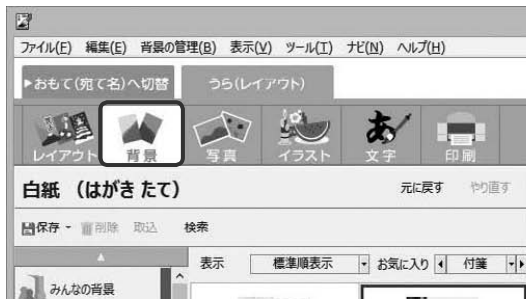 ファイル(F) 編集(E) 背景の管理(B) 表示(V) ツール(T) ナビ(N) ヘルプ(H)
▶おもて(宛て名)へ切替 うら(レイアウト)
レイアウト 背景 写真 イラスト 文字 印刷
白紙 (はがき たて) 元に戻す やり直す
保存 削除 取込 検索
表示 標準順表示 お気に入り 付箋
みんなの背景